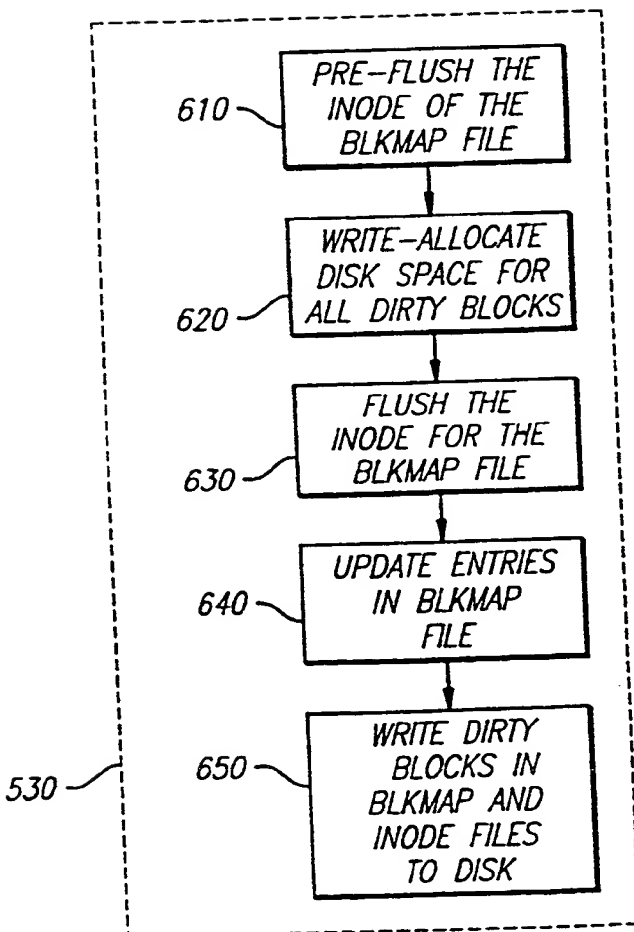 610
PRE-FLUSH THE
INODE OF THE
BLKMAP FILE
620
WRITE-ALLOCATE
DISK SPACE FOR
ALL DIRTY BLOCKS
630
FLUSH THE
INODE FOR THE
BLKMAP FILE
640
UPDATE ENTRIES
IN BLKMAP
FILE
530
650
WRITE DIRTY
BLOCKS IN
BLKMAP AND
INODE FILES
TO DISK